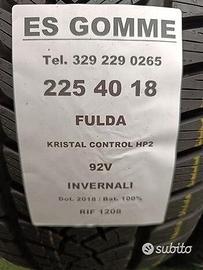 ES GOMME
Tel. 329 229 0265
225 40 18
FULDA
KRISTAL CONTROL HP2
92V
INVERNALI
Dot. 2018 / Bat. 100%
RIF 1208
subito